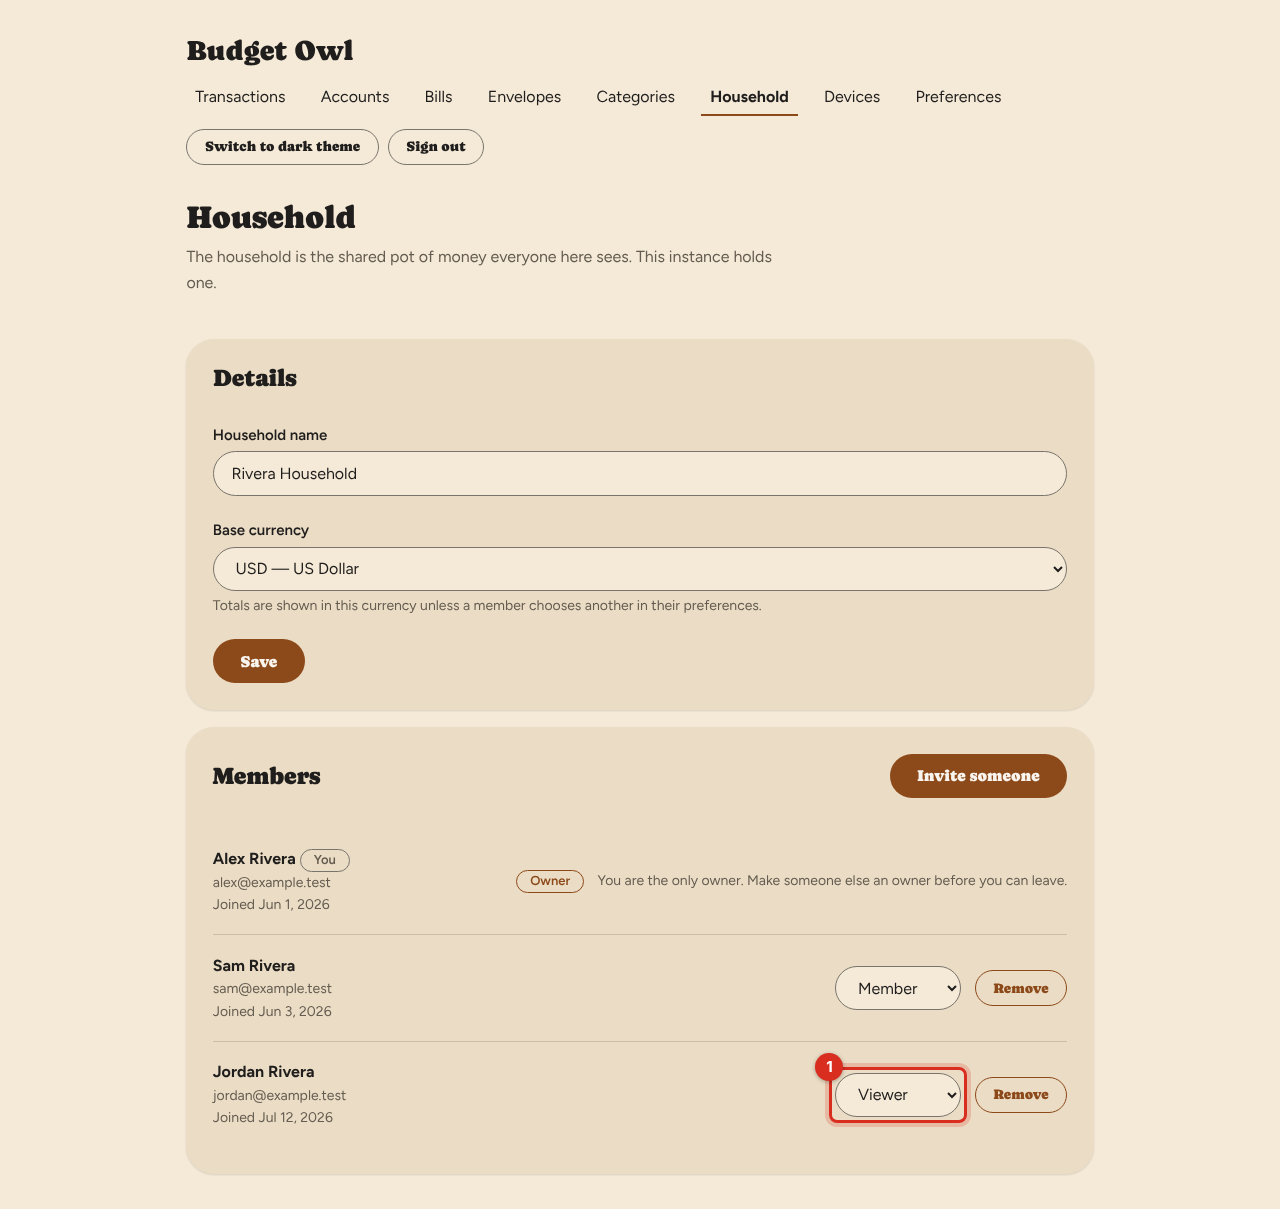 Budget Owl
Transactions Accounts Bills Envelopes Categories Household Devices Preferences
Switch to dark theme Sign out
Household
The household is the shared pot of money everyone here sees. This instance holds
one.
Details
Household name
Rivera Household
Base currency
USD — US Dollar
Totals are shown in this currency unless a member chooses another in their preferences.
Save
Members Invite someone
Alex Rivera You
alex@example.test
Joined Jun 1, 2026
Owner You are the only owner. Make someone else an owner before you can leave.
Sam Rivera
sam@example.test
Joined Jun 3, 2026
Member Remove
Jordan Rivera
jordan@example.test
Joined Jul 12, 2026
1
Viewer Remove